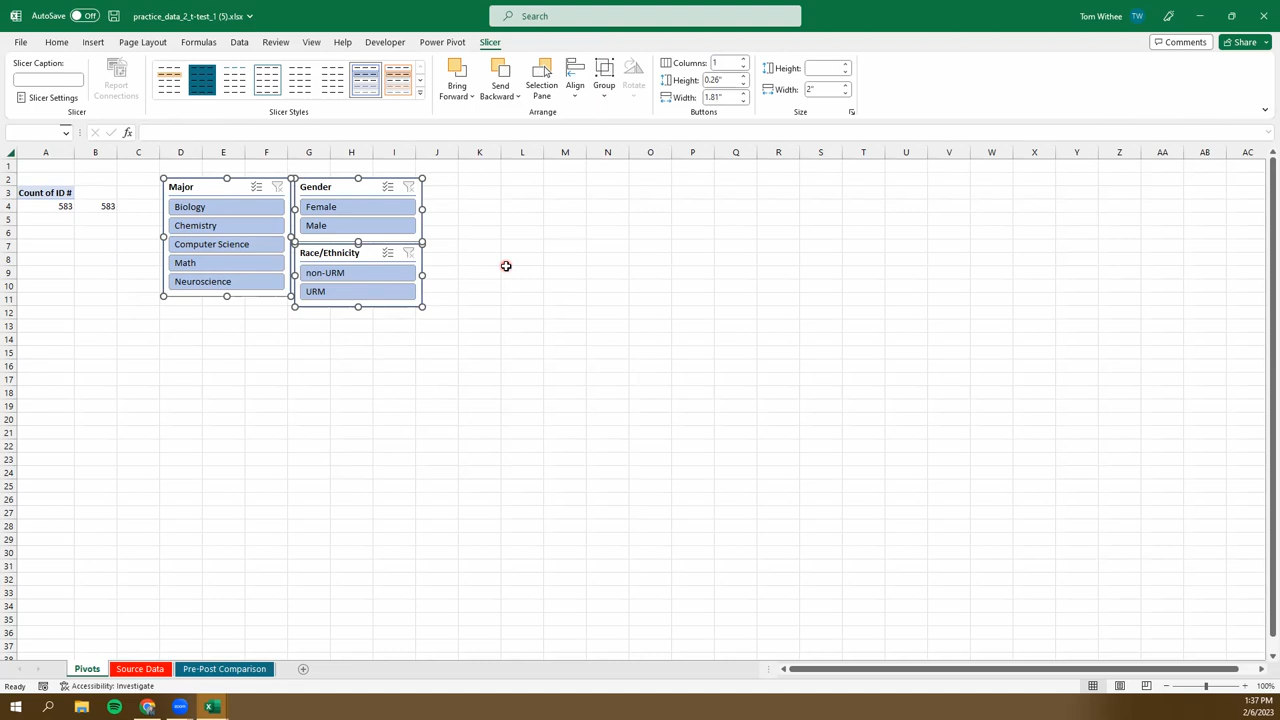 AutoSave Off practice_data_2_t-test_1 (5).xlsx Search Tom Withee TW
File Home Insert Page Layout Formulas Data Review View Help Developer Power Pivot Slicer Comments Share
Slicer Caption:
Slicer Settings
Report Connections
Bring Forward
Send Backward
Selection Pane
Align
Group
Rotate
Columns: 1
Height: 0.26"
Width: 1.81"
Height:
Width: 2"
Slicer Slicer Styles Arrange Buttons Size
fx
A B C D E F G H I J K L M N O P Q R S T U V W X Y Z AA AB AC
1
2
3 Count of ID #
4 583 583
5
6
7
8
9
10
11
12
13
14
15
16
17
18
19
20
21
22
23
24
25
26
27
28
29
30
31
32
33
34
35
36
37
Major
Biology
Chemistry
Computer Science
Math
Neuroscience
Gender
Female
Male
Race/Ethnicity
non-URM
URM
Pivots Source Data Pre-Post Comparison
Ready Accessibility: Investigate 100%
zoom
1:37 PM
2/6/2023